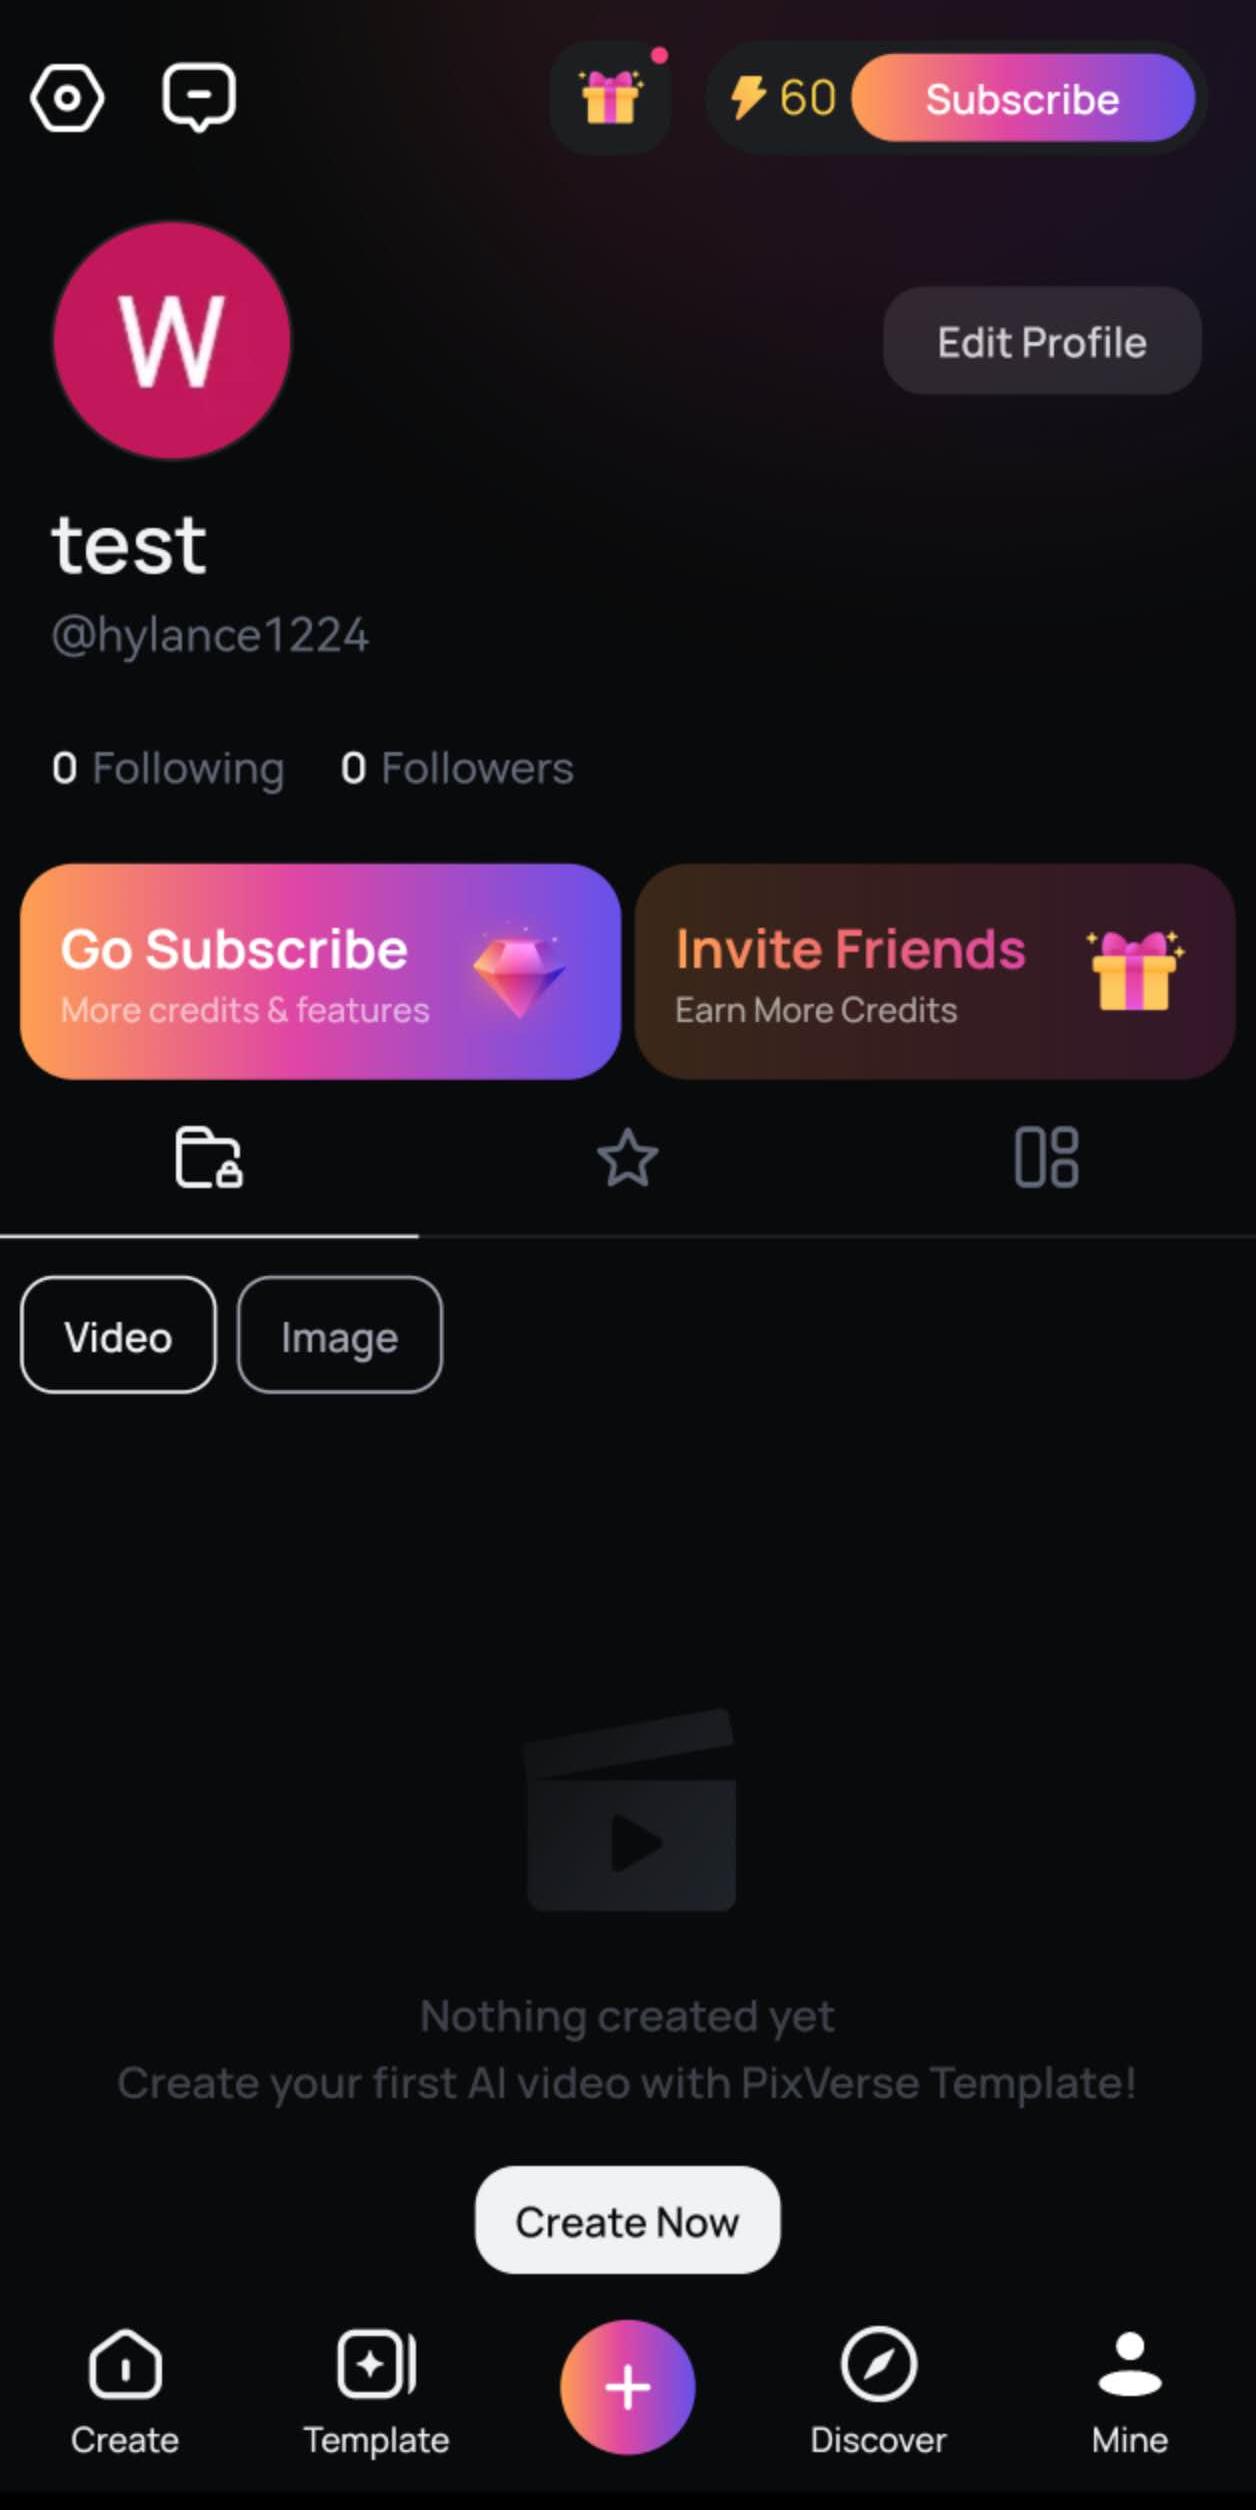 60 Subscribe
W
Edit Profile
test
@hylance1224
0 Following 0 Followers
Go Subscribe
More credits & features
Invite Friends
Earn More Credits
Video
Image
Nothing created yet
Create your first AI video with PixVerse Template!
Create Now
Create
Template
Discover
Mine